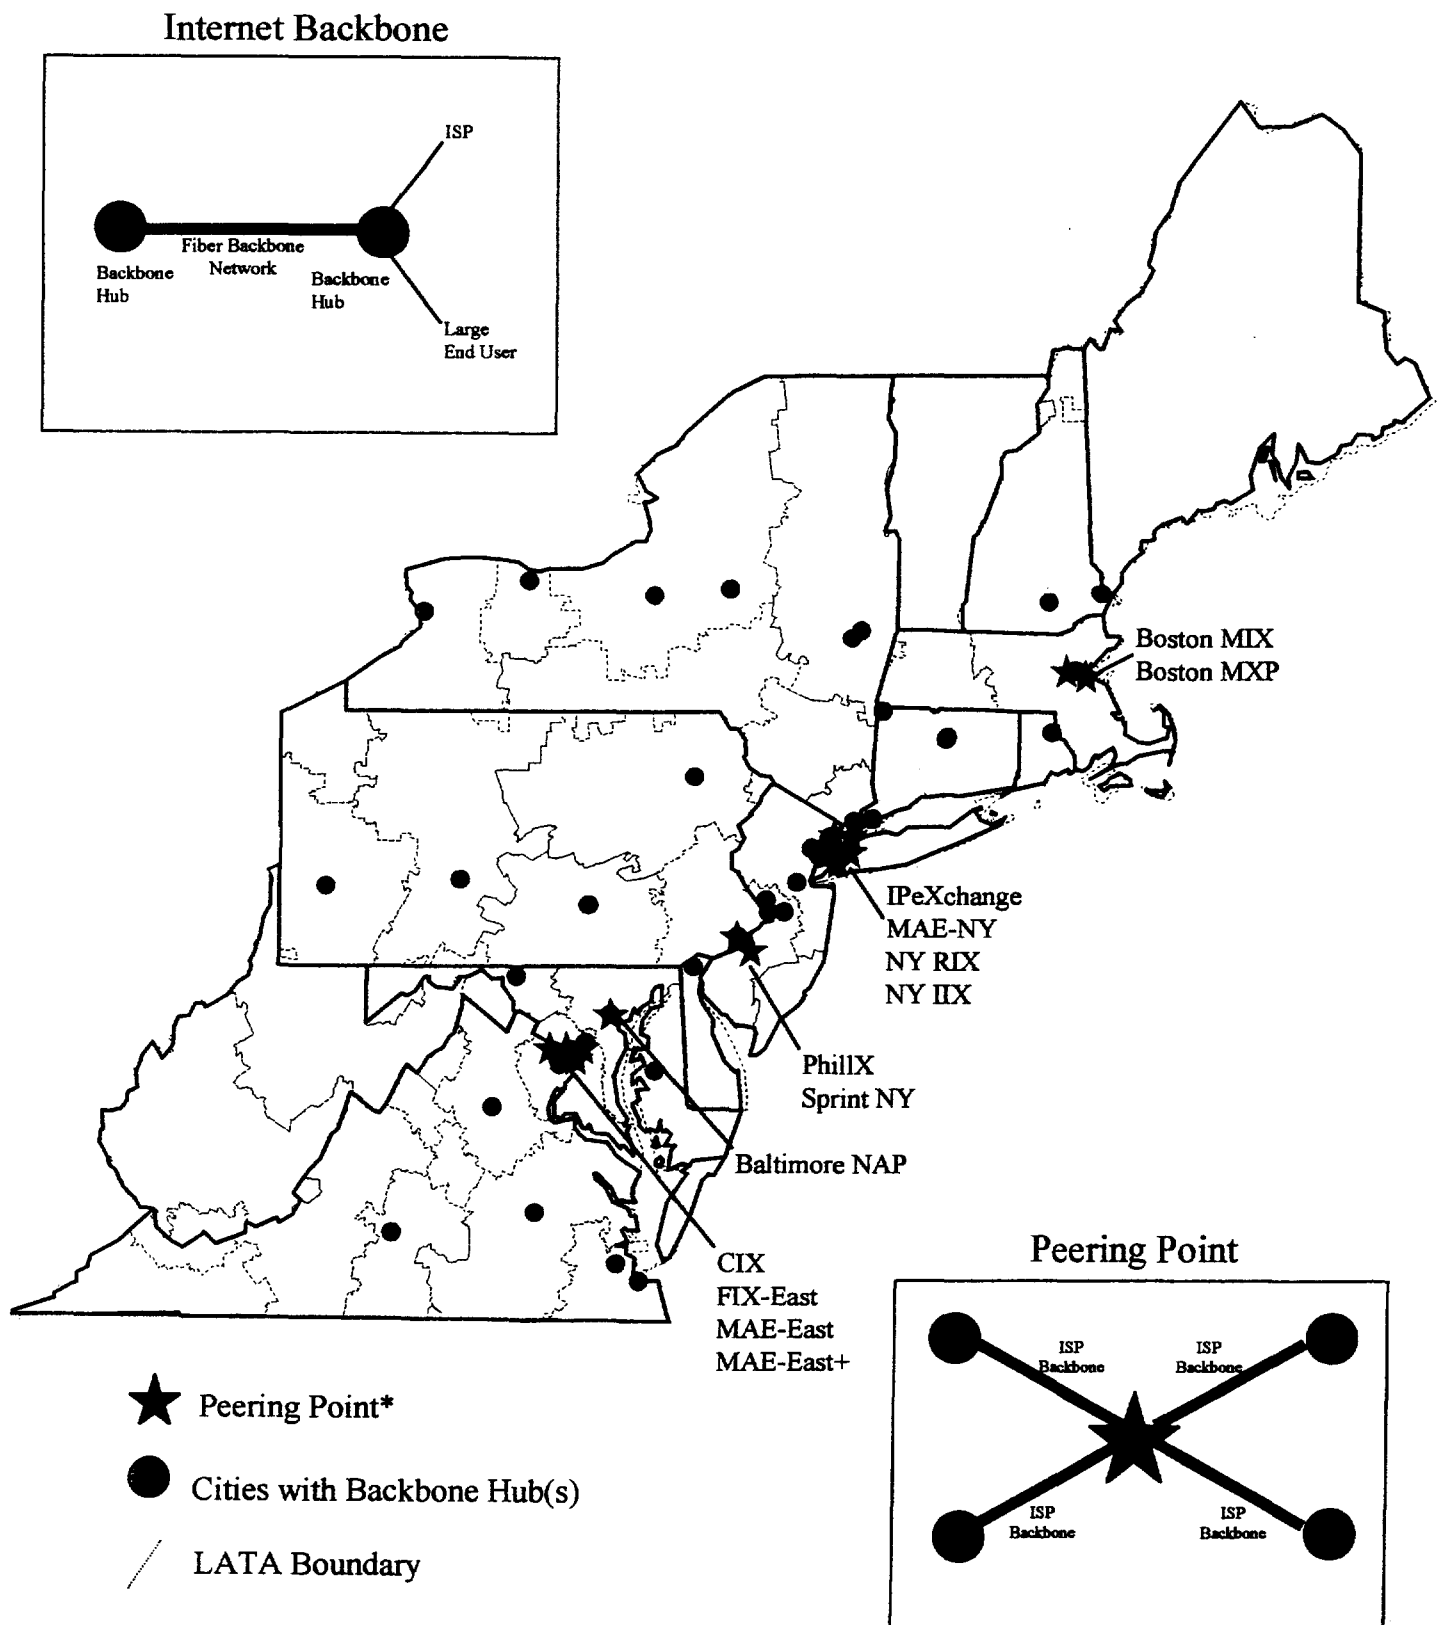 Internet Backbone
ISP
Fiber Backbone
Network
Backbone
Hub
Backbone
Hub
Large
End User
Boston MIX
Boston MXP
IPeXchange
MAE-NY
NY RIX
NY IIX
PhillX
Sprint NY
Baltimore NAP
CIX
FIX-East
MAE-East
MAE-East+
Peering Point
ISP
Backbone
ISP
Backbone
ISP
Backbone
ISP
Backbone
Peering Point*
Cities with Backbone Hub(s)
LATA Boundary